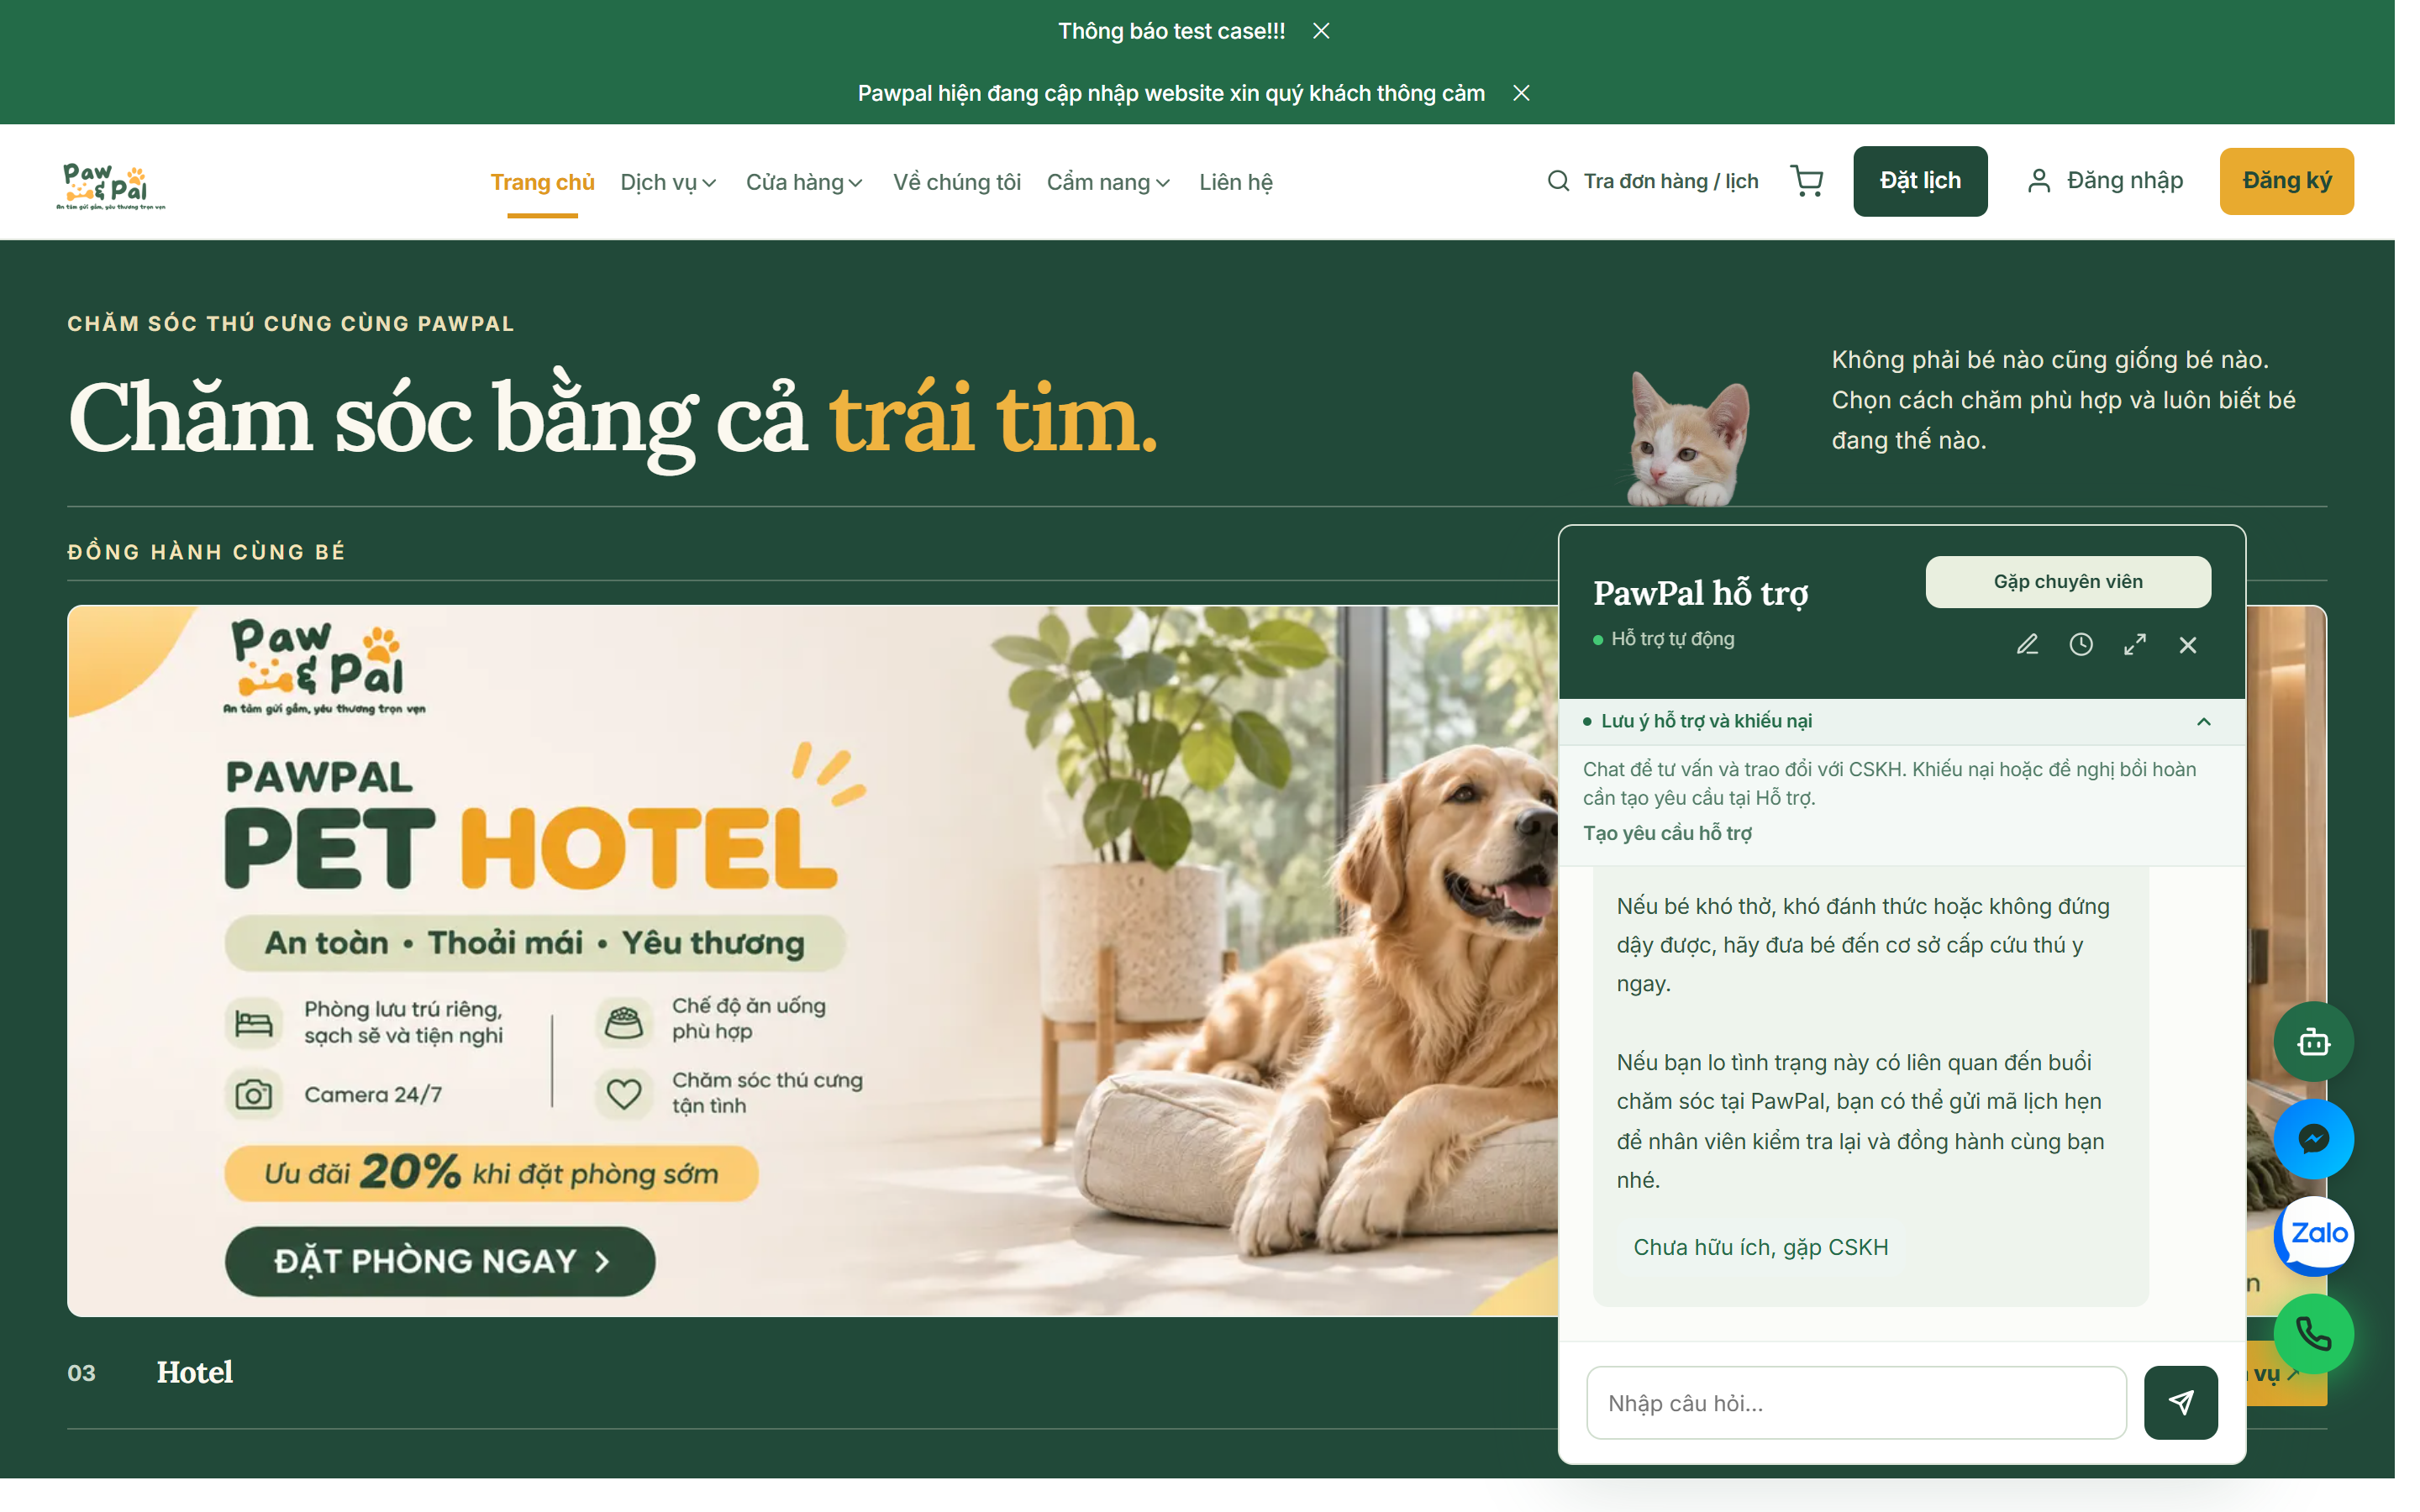 Thông báo test case!!!
Pawpal hiện đang cập nhập website xin quý khách thông cảm
Paw & Pal
An tâm gửi gắm, yêu thương trọn vẹn
Trang chủ
Dịch vụ
Cửa hàng
Về chúng tôi
Cẩm nang
Liên hệ
Tra đơn hàng / lịch
Đặt lịch
Đăng nhập
Đăng ký
CHĂM SÓC THÚ CƯNG CÙNG PAWPAL
Chăm sóc bằng cả trái tim.
Không phải bé nào cũng giống bé nào.
Chọn cách chăm phù hợp và luôn biết bé
đang thế nào.
ĐỒNG HÀNH CÙNG BÉ
Paw
& Pal
An tâm gửi gắm, yêu thương trọn vẹn
PAWPAL
PET HOTEL
An toàn • Thoải mái • Yêu thương
Phòng lưu trú riêng,
sạch sẽ và tiện nghi
Chế độ ăn uống
phù hợp
Camera 24/7
Chăm sóc thú cưng
tận tình
Ưu đãi 20% khi đặt phòng sớm
ĐẶT PHÒNG NGAY
03
Hotel
PawPal hỗ trợ
Gặp chuyên viên
Hỗ trợ tự động
Lưu ý hỗ trợ và khiếu nại
Chat để tư vấn và trao đổi với CSKH. Khiếu nại hoặc đề nghị bồi hoàn
cần tạo yêu cầu tại Hỗ trợ.
Tạo yêu cầu hỗ trợ
Nếu bé khó thở, khó đánh thức hoặc không đứng
dậy được, hãy đưa bé đến cơ sở cấp cứu thú y
ngay.
Nếu bạn lo tình trạng này có liên quan đến buổi
chăm sóc tại PawPal, bạn có thể gửi mã lịch hẹn
để nhân viên kiểm tra lại và đồng hành cùng bạn
nhé.
Chưa hữu ích, gặp CSKH
Nhập câu hỏi...
Zalo
vụ